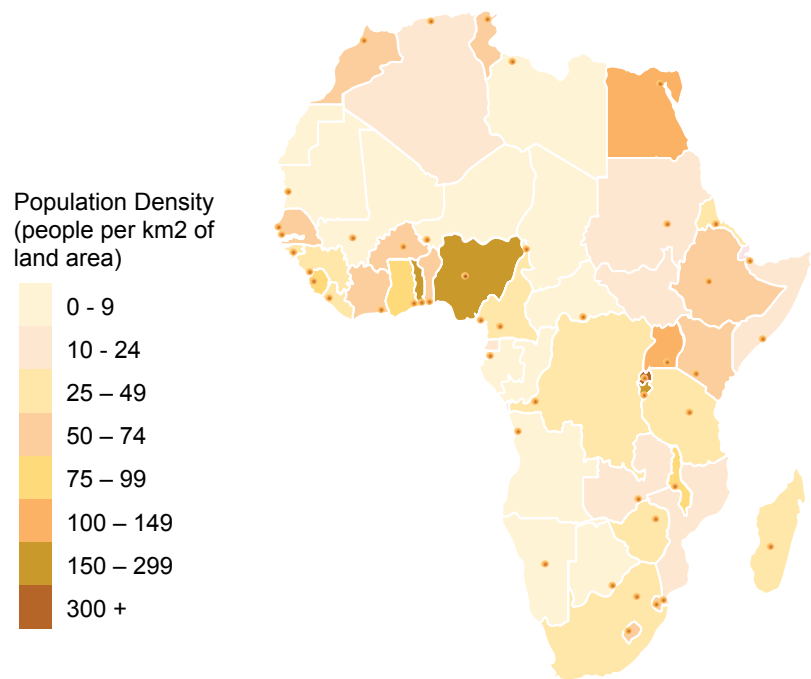 Population Density
(people per km2 of
land area)
0 - 9
10 - 24
25 – 49
50 – 74
75 – 99
100 – 149
150 – 299
300 +